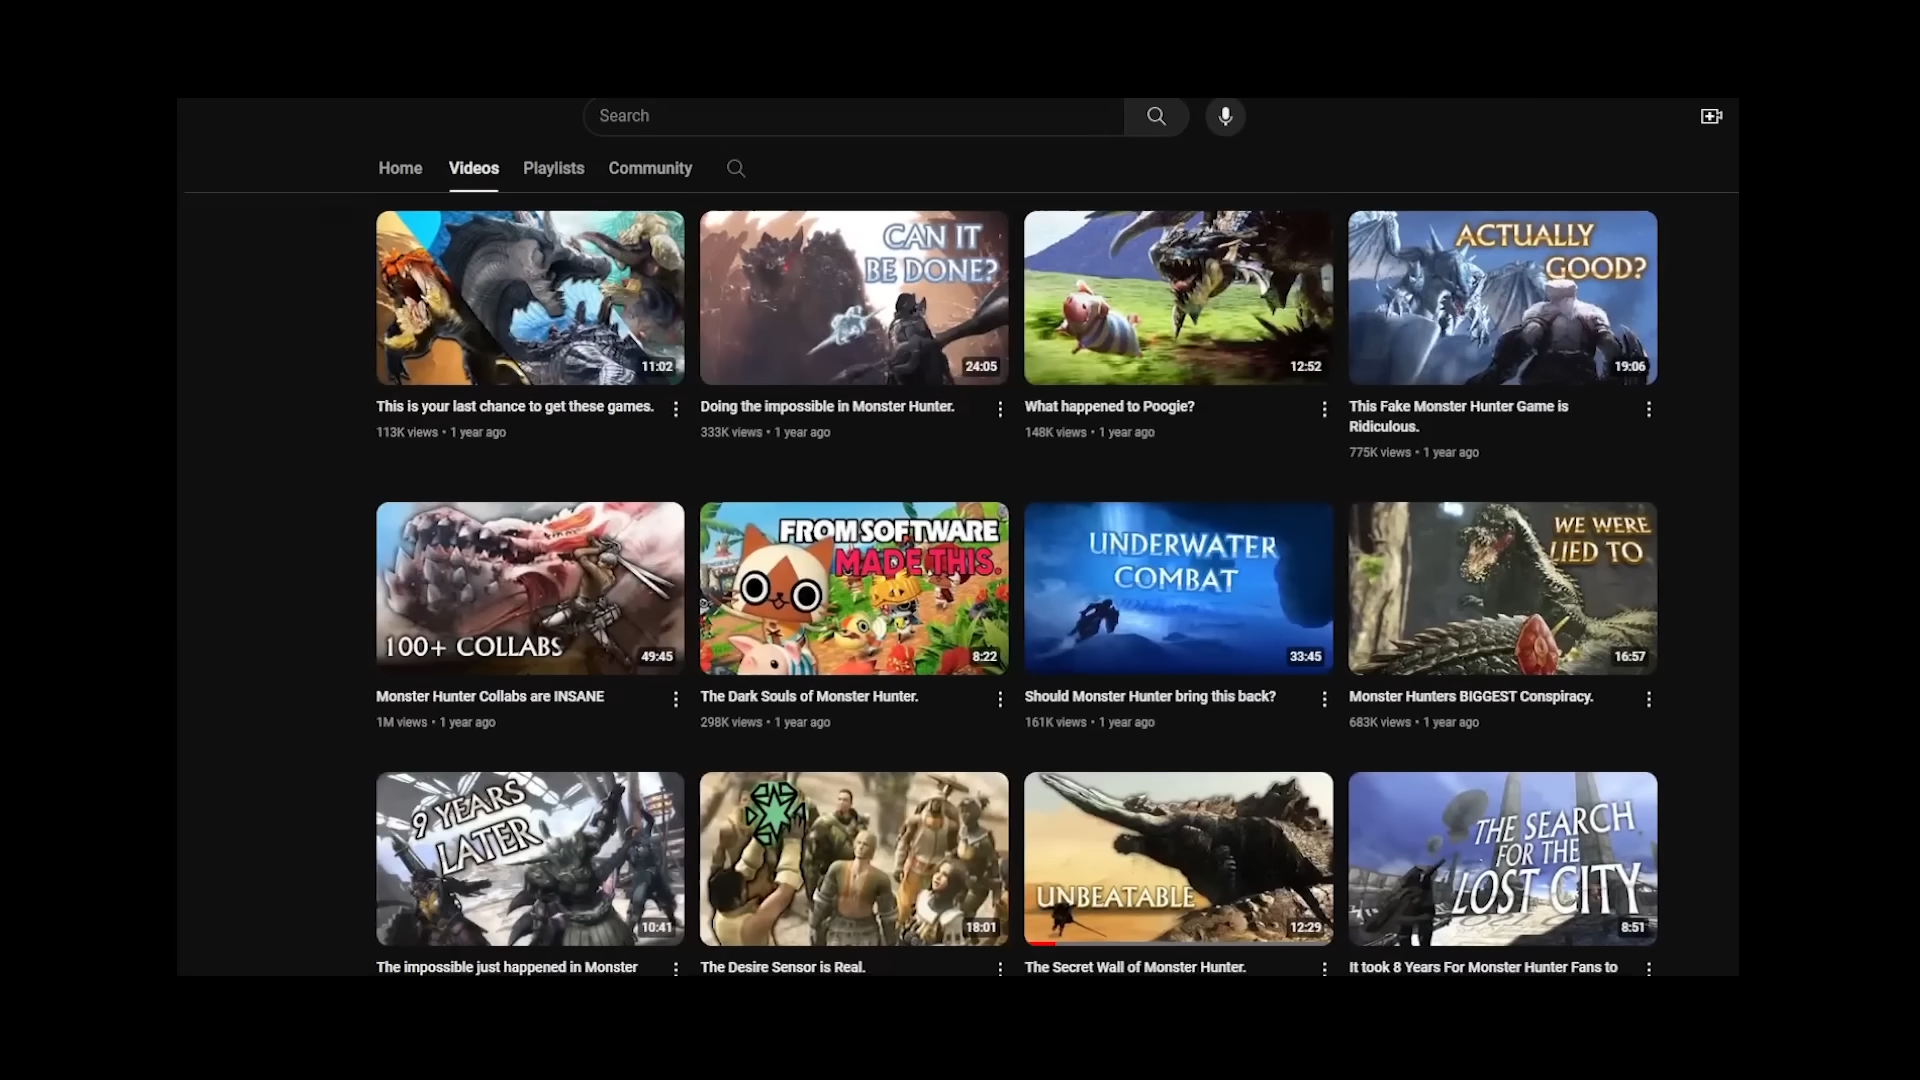 Search
Home Videos Playlists Community
11:02
CAN IT
BE DONE?
24:05
12:52
ACTUALLY
GOOD?
19:06
This is your last chance to get these games.
113K views • 1 year ago
Doing the impossible in Monster Hunter.
333K views • 1 year ago
What happened to Poogie?
148K views • 1 year ago
This Fake Monster Hunter Game is
Ridiculous.
775K views • 1 year ago
100+ COLLABS
49:45
FROMSOFTWARE
MADE THIS.
8:22
UNDERWATER
COMBAT
33:45
WE WERE
LIED TO
16:57
Monster Hunter Collabs are INSANE
1M views • 1 year ago
The Dark Souls of Monster Hunter.
298K views • 1 year ago
Should Monster Hunter bring this back?
161K views • 1 year ago
Monster Hunters BIGGEST Conspiracy.
683K views • 1 year ago
9 YEARS
LATER
10:41
18:01
UNBEATABLE
12:29
THE SEARCH
FOR THE
LOST CITY
8:51
The impossible just happened in Monster
The Desire Sensor is Real.
The Secret Wall of Monster Hunter.
It took 8 Years For Monster Hunter Fans to